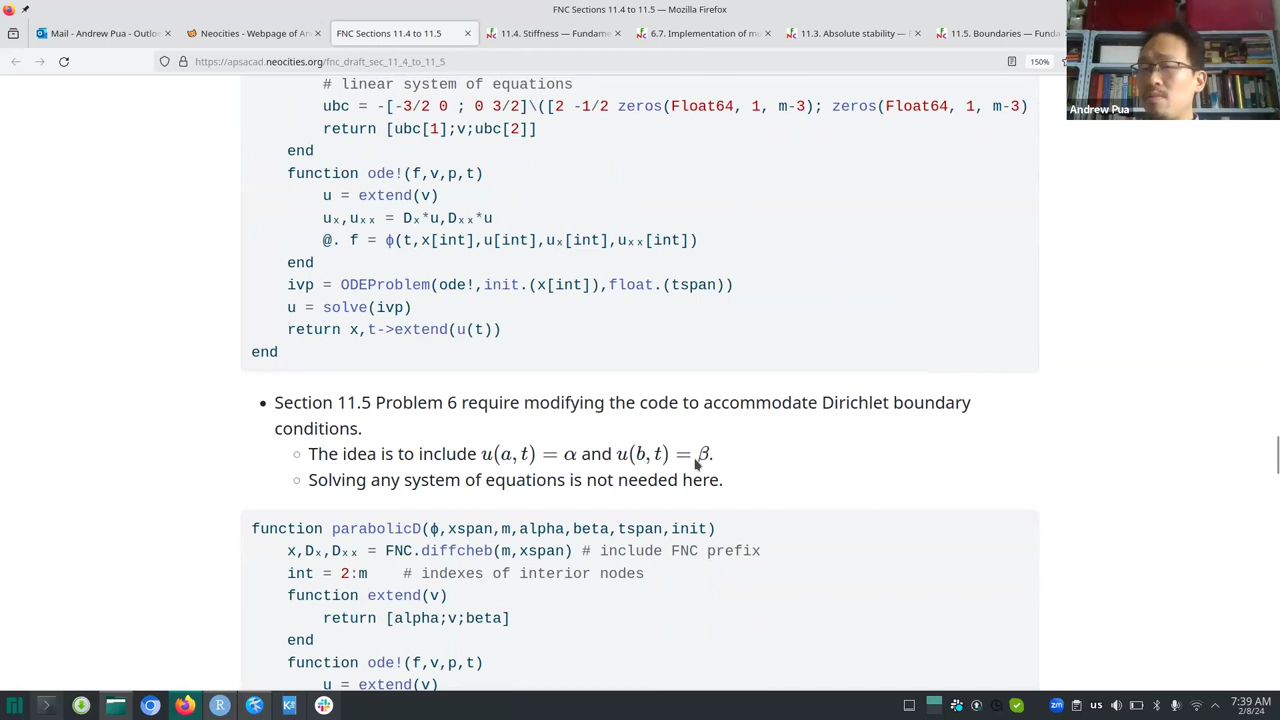 FNC Sections 11.4 to 11.5 — Mozilla Firefox
Mail - Andrew Pua - Outloo
Neocities - Webpage of An
FNC Sections 11.4 to 11.5
11.4. Stiffness — Fundame
6.7. Implementation of mu
11.3. Absolute stability — F
11.5. Boundaries — Funda
https://apsacad.neocities.org/fnc_draft_sec_11_4_to_11_5
150%
Andrew Pua
# linear system of equations
ubc = -[-3/2 0 ; 0 3/2]\([2 -1/2 zeros(Float64, 1, m-3); zeros(Float64, 1, m-3)
return [ubc[1];v;ubc[2]]
end
function ode!(f,v,p,t)
u = extend(v)
uₓ,uₓₓ = Dₓ*u,Dₓₓ*u
@. f = ϕ(t,x[int],u[int],uₓ[int],uₓₓ[int])
end
ivp = ODEProblem(ode!,init.(x[int]),float.(tspan))
u = solve(ivp)
return x,t->extend(u(t))
end
• Section 11.5 Problem 6 require modifying the code to accommodate Dirichlet boundary
conditions.
○ The idea is to include u(a, t) = α and u(b, t) = β.
○ Solving any system of equations is not needed here.
function parabolicD(ϕ,xspan,m,alpha,beta,tspan,init)
x,Dₓ,Dₓₓ = FNC.diffcheb(m,xspan) # include FNC prefix
int = 2:m # indexes of interior nodes
function extend(v)
return [alpha;v;beta]
end
function ode!(f,v,p,t)
u = extend(v)
us
7:39 AM
2/8/24